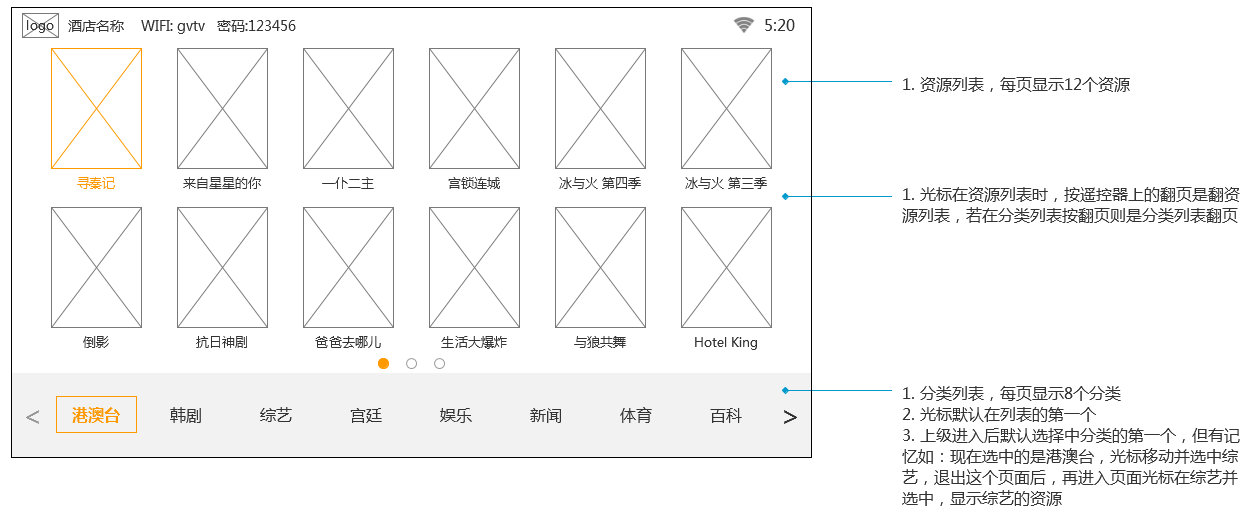 logo 酒店名称 WIFI: gvtv 密码:123456 5:20
寻秦记 来自星星的你 一仆二主 宫锁连城 冰与火 第四季 冰与火 第三季
倒影 抗日神剧 爸爸去哪儿 生活大爆炸 与狼共舞 Hotel King
< 港澳台 韩剧 综艺 宫廷 娱乐 新闻 体育 百科 >
1. 资源列表，每页显示12个资源
1. 光标在资源列表时，按遥控器上的翻页是翻资
源列表，若在分类列表按翻页则是分类列表翻页
1. 分类列表，每页显示8个分类
2. 光标默认在列表的第一个
3. 上级进入后默认选择中分类的第一个，但有记
忆如：现在选中的是港澳台，光标移动并选中综
艺，退出这个页面后，再进入页面光标在综艺并
选中，显示综艺的资源